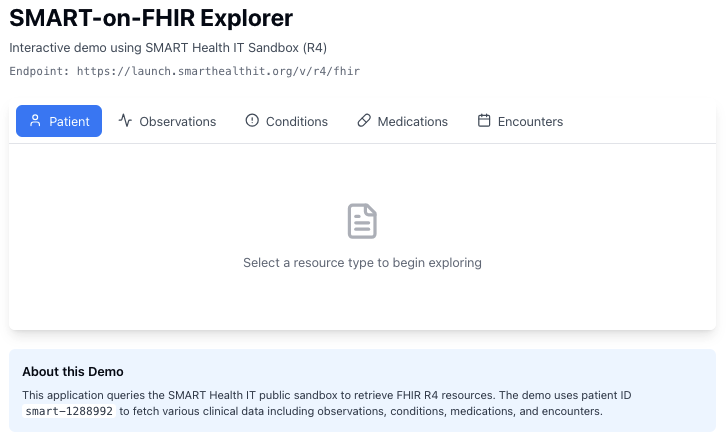 SMART-on-FHIR Explorer
Interactive demo using SMART Health IT Sandbox (R4)
Endpoint: https://launch.smarthealthit.org/v/r4/fhir
Patient Observations Conditions Medications Encounters
Select a resource type to begin exploring
About this Demo
This application queries the SMART Health IT public sandbox to retrieve FHIR R4 resources. The demo uses patient ID
smart-1288992 to fetch various clinical data including observations, conditions, medications, and encounters.